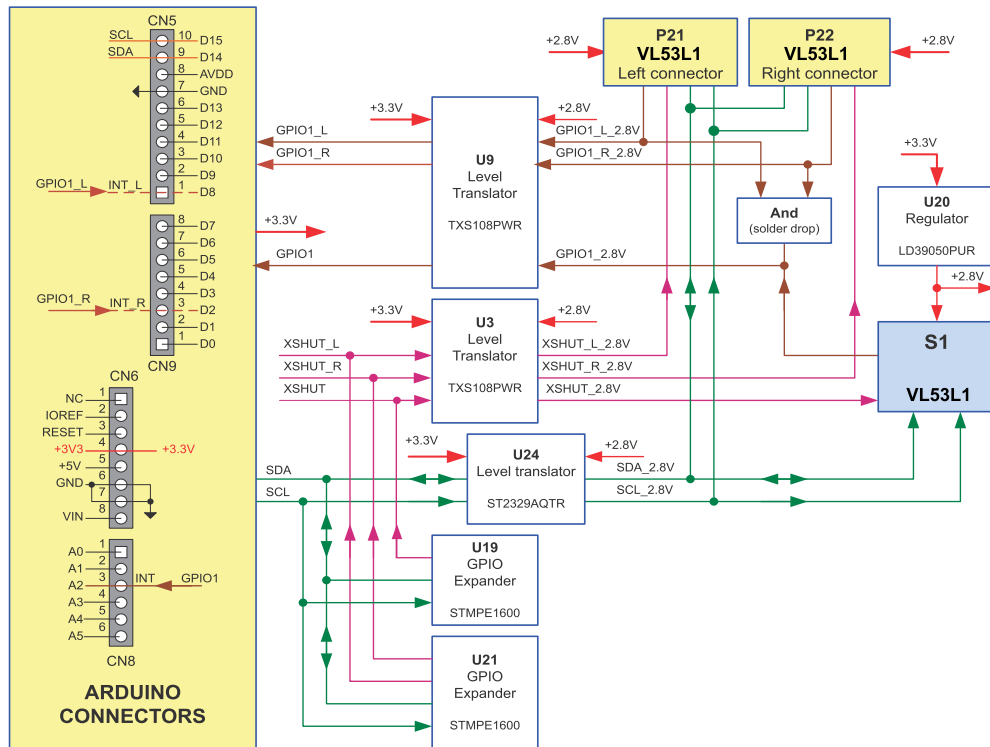 CN5
SCL
10
D15
SDA
9
D14
8
AVDD
7
GND
6
D13
5
D12
4
D11
3
D10
2
D9
GPIO1_L
INT_L
1
D8
8
D7
7
D6
6
D5
5
D4
4
D3
GPIO1_R
INT_R
3
D2
2
D1
1
D0
CN9
CN6
NC
1
IOREF
2
RESET
3
+3V3
4
+3.3V
+5V
5
GND
6
7
VIN
8
A0
1
A1
2
A2
3
INT
GPIO1
A3
4
A4
5
A5
6
CN8
ARDUINO
CONNECTORS
+3.3V
+2.8V
GPIO1_L
GPIO1_L_2.8V
GPIO1_R
GPIO1_R_2.8V
U9
Level
Translator
TXS108PWR
+3.3V
GPIO1
GPIO1_2.8V
+2.8V
P21
VL53L1
Left connector
P22
VL53L1
Right connector
+2.8V
And
(solder drop)
+3.3V
U20
Regulator
LD39050PUR
+2.8V
S1
VL53L1
+3.3V
+2.8V
U3
Level
Translator
TXS108PWR
XSHUT_L
XSHUT_L_2.8V
XSHUT_R
XSHUT_R_2.8V
XSHUT
XSHUT_2.8V
+3.3V
+2.8V
U24
Level translator
ST2329AQTR
SDA
SDA_2.8V
SCL
SCL_2.8V
U19
GPIO
Expander
STMPE1600
U21
GPIO
Expander
STMPE1600